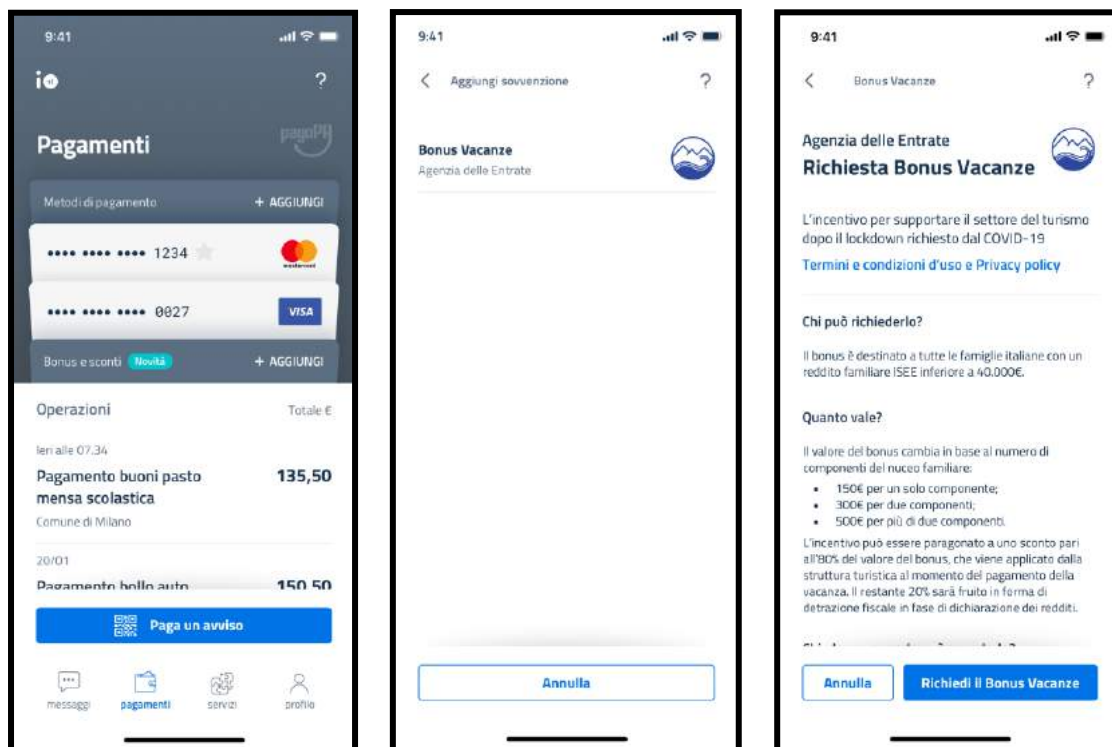 9:41
io
?
Pagamenti
pagoPA
Metodi di pagamento + AGGIUNGI
•••• •••• •••• 1234
mastercard
•••• •••• •••• 0027
VISA
Bonus e sconti Novità + AGGIUNGI
Operazioni Totale €
Ieri alle 07.34
Pagamento buoni pasto 135,50
mensa scolastica
Comune di Milano
20/01
Pagamento bollo auto 150,50
Paga un avviso
messaggi pagamenti servizi profilo
9:41
Aggiungi sovvenzione ?
Bonus Vacanze
Agenzia delle Entrate
Annulla
9:41
Bonus Vacanze ?
Agenzia delle Entrate
Richiesta Bonus Vacanze
L'incentivo per supportare il settore del turismo
dopo il lockdown richiesto dal COVID-19
Termini e condizioni d'uso e Privacy policy
Chi può richiederlo?
Il bonus è destinato a tutte le famiglie italiane con un
reddito familiare ISEE inferiore a 40.000€.
Quanto vale?
Il valore del bonus cambia in base al numero di
componenti del nuceo familiare:
• 150€ per un solo componente;
• 300€ per due componenti;
• 500€ per più di due componenti.
L'incentivo può essere paragonato a uno sconto pari
all'80% del valore del bonus, che viene applicato dalla
struttura turistica al momento del pagamento della
vacanza. Il restante 20% sarà fruito in forma di
detrazione fiscale in fase di dichiarazione dei redditi.
Annulla Richiedi il Bonus Vacanze